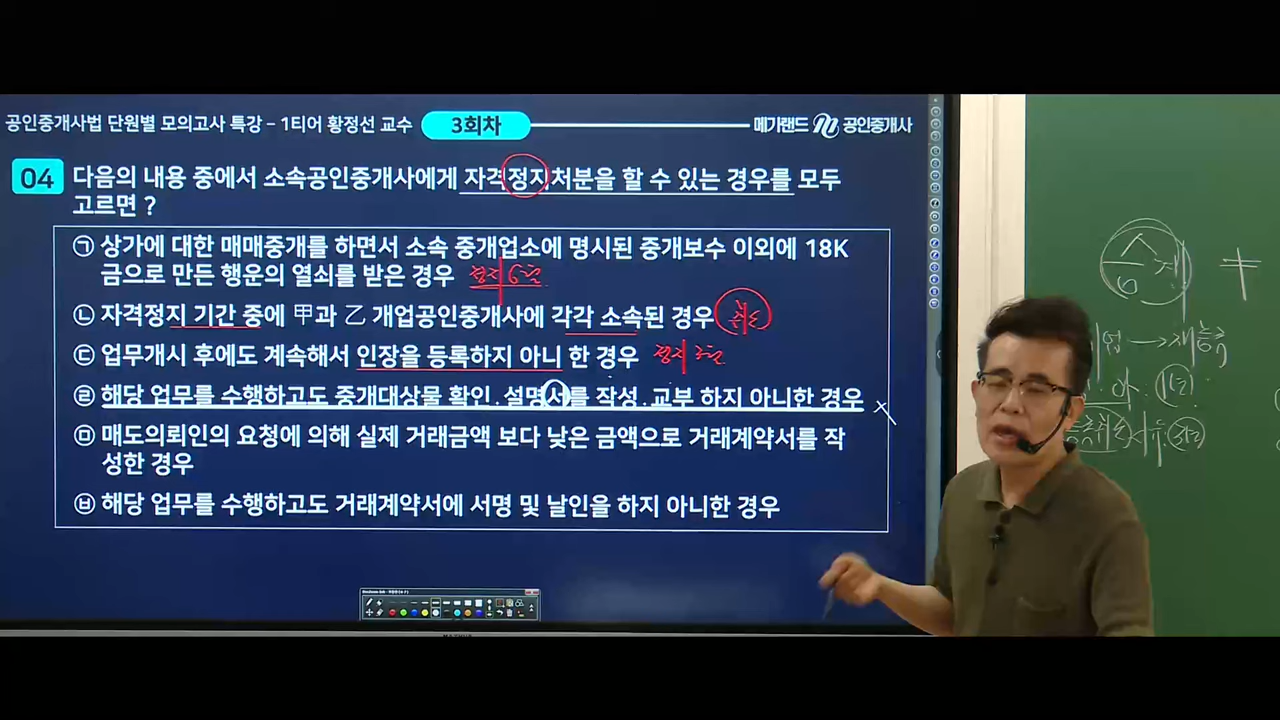 공인중개사법 단원별 모의고사 특강 - 1티어 황정선 교수 3회차 메가랜드 공인중개사
04 다음의 내용 중에서 소속공인중개사에게 자격정지처분을 할 수 있는 경우를 모두
고르면 ?
㉠ 상가에 대한 매매중개를 하면서 소속 중개업소에 명시된 중개보수 이외에 18K
금으로 만든 행운의 열쇠를 받은 경우 정지 6월
㉡ 자격정지 기간 중에 甲과 乙 개업공인중개사에 각각 소속된 경우 취소
㉢ 업무개시 후에도 계속해서 인장을 등록하지 아니 한 경우 정지 3월
㉣ 해당 업무를 수행하고도 중개대상물 확인 . 설명서를 작성 . 교부 하지 아니한 경우 ×
㉤ 매도의뢰인의 요청에 의해 실제 거래금액 보다 낮은 금액으로 거래계약서를 작
성한 경우
㉥ 해당 업무를 수행하고도 거래계약서에 서명 및 날인을 하지 아니한 경우